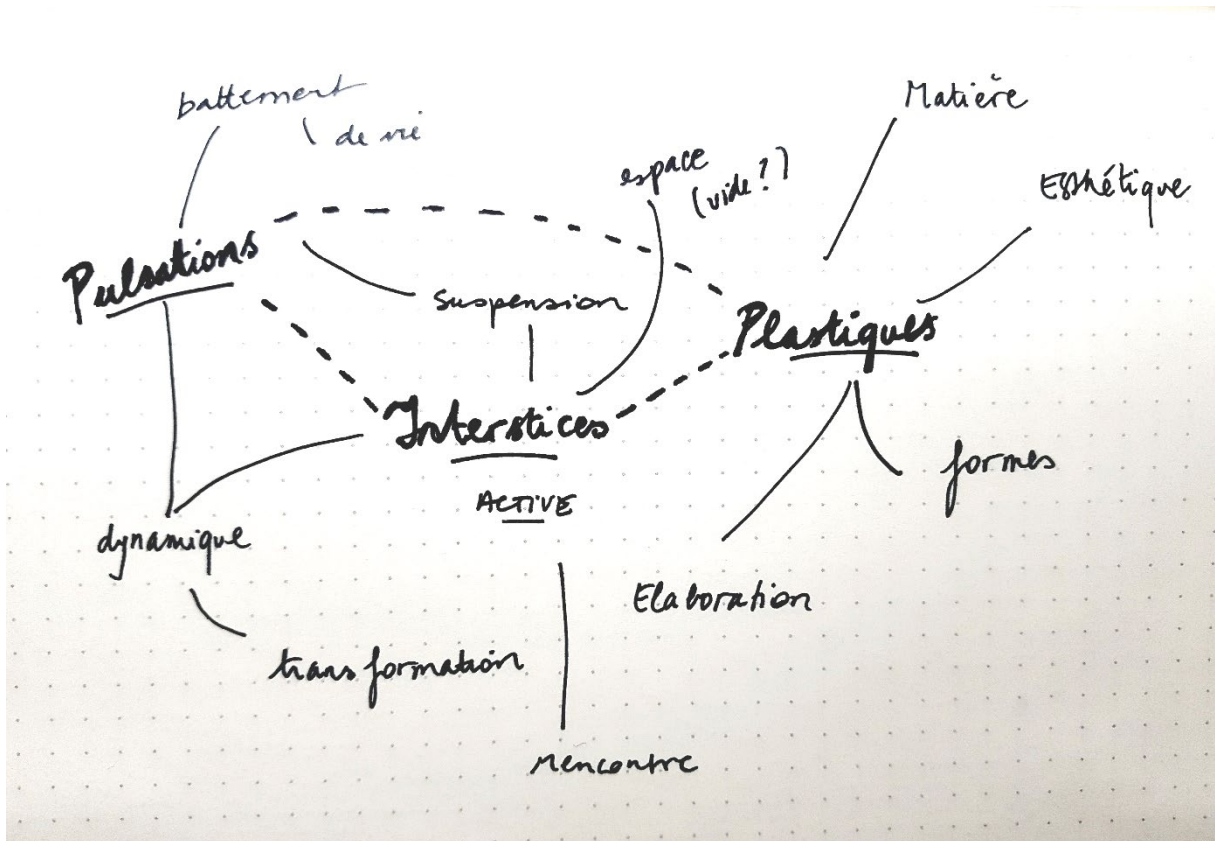 battement
de vie
Matière
espace
(vide?)
Esthétique
Pulsations
suspension
Plastiques
Interstices
formes
ACTIVE
dynamique
Elaboration
transformation
rencontre